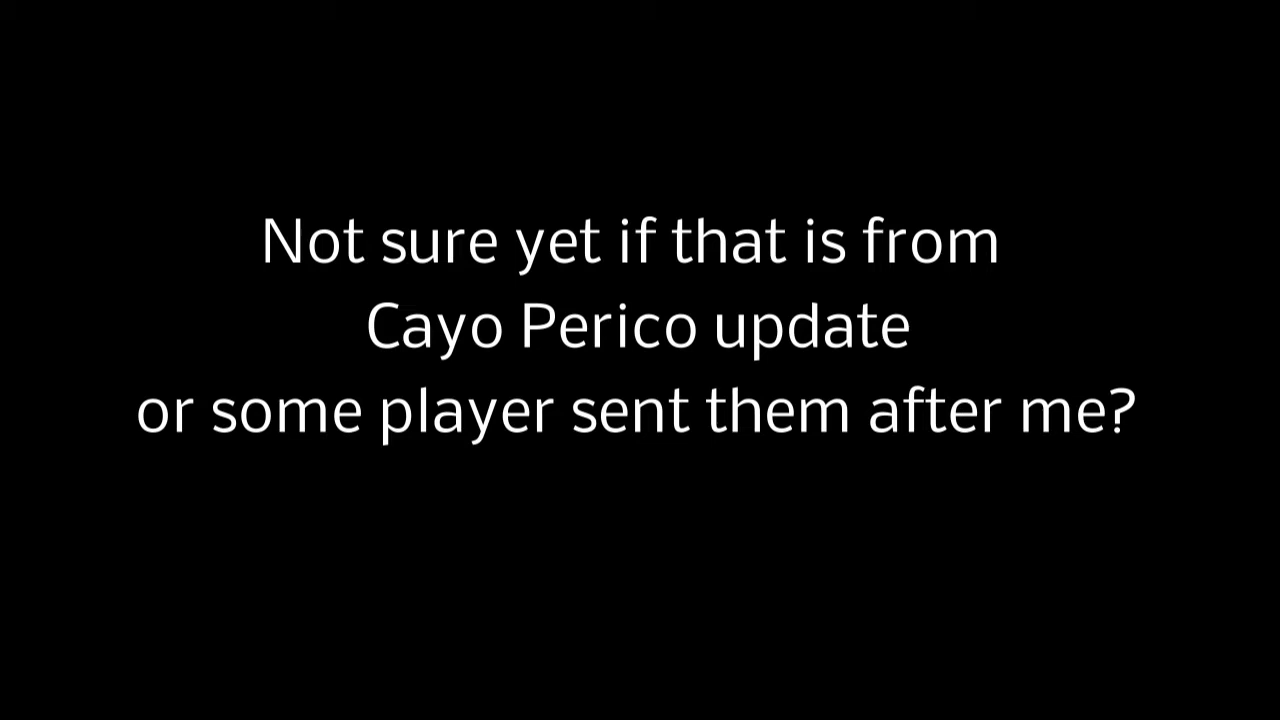 Not sure yet if that is from
Cayo Perico update
or some player sent them after me?